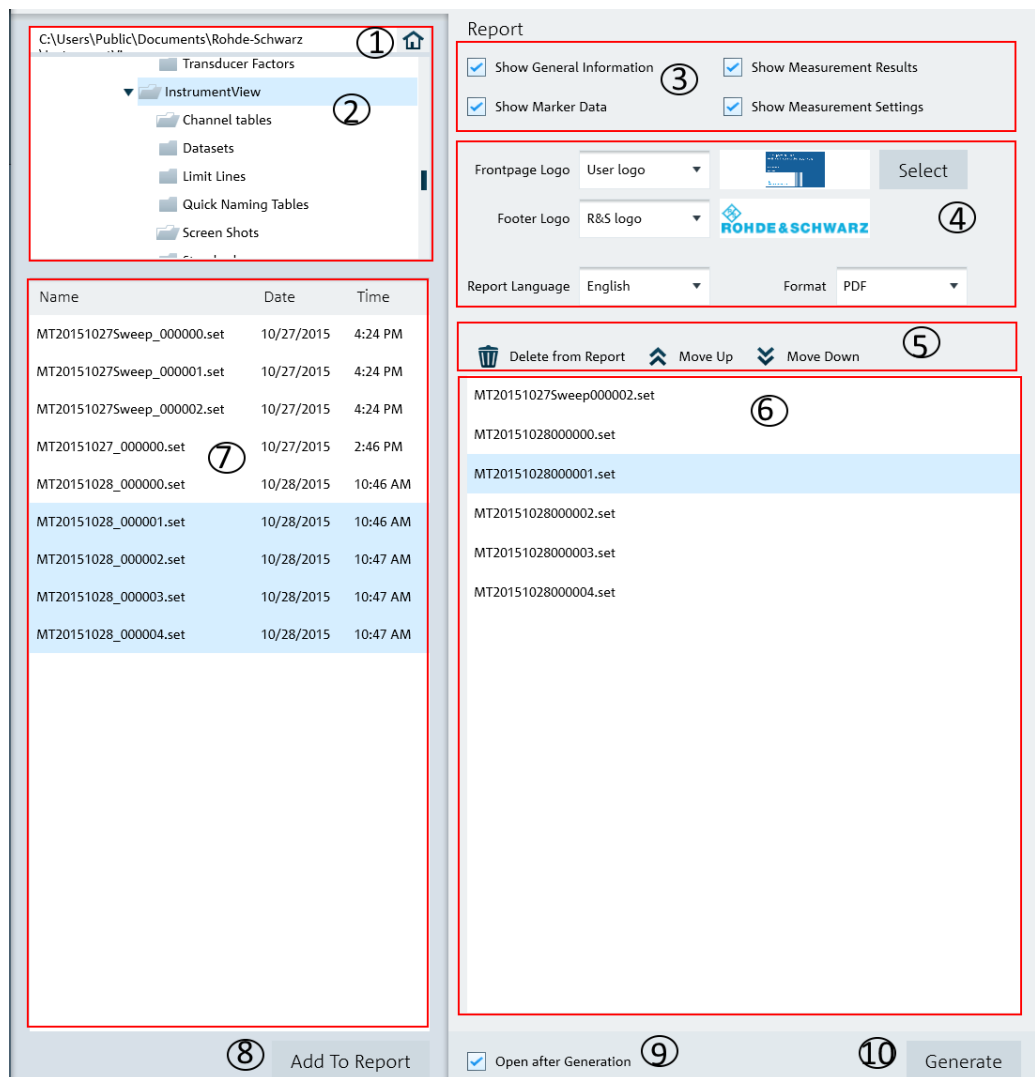 C:\Users\Public\Documents\Rohde-Schwarz
①
Transducer Factors
InstrumentView
②
Channel tables
Datasets
Limit Lines
Quick Naming Tables
Screen Shots
Name Date Time
MT20151027Sweep_000000.set 10/27/2015 4:24 PM
MT20151027Sweep_000001.set 10/27/2015 4:24 PM
MT20151027Sweep_000002.set 10/27/2015 4:24 PM
MT20151027_000000.set 10/27/2015 2:46 PM
⑦
MT20151028_000000.set 10/28/2015 10:46 AM
MT20151028_000001.set 10/28/2015 10:46 AM
MT20151028_000002.set 10/28/2015 10:47 AM
MT20151028_000003.set 10/28/2015 10:47 AM
MT20151028_000004.set 10/28/2015 10:47 AM
⑧ Add To Report
Report
Show General Information ③ Show Measurement Results
Show Marker Data Show Measurement Settings
Frontpage Logo User logo Select
Footer Logo R&S logo ROHDE&SCHWARZ ④
Report Language English Format PDF
⑤
Delete from Report Move Up Move Down
MT20151027Sweep000002.set
⑥
MT20151028000000.set
MT20151028000001.set
MT20151028000002.set
MT20151028000003.set
MT20151028000004.set
Open after Generation ⑨ ⑩ Generate